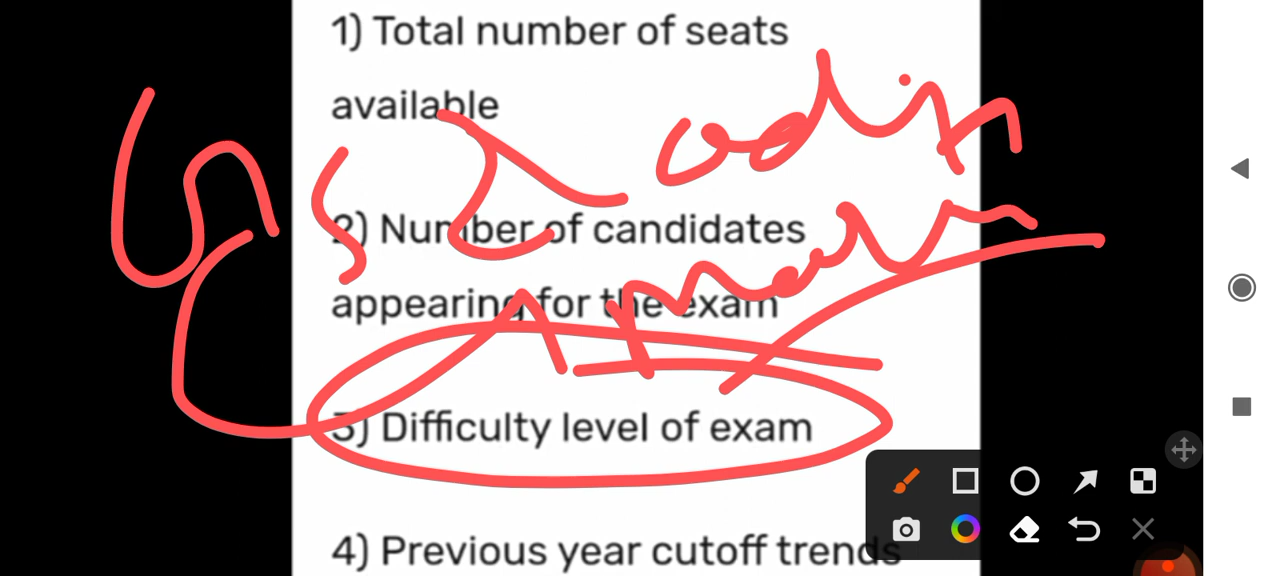 1) Total number of seats
available
2) Number of candidates
appearing for the exam
3) Difficulty level of exam
4) Previous year cutoff trends